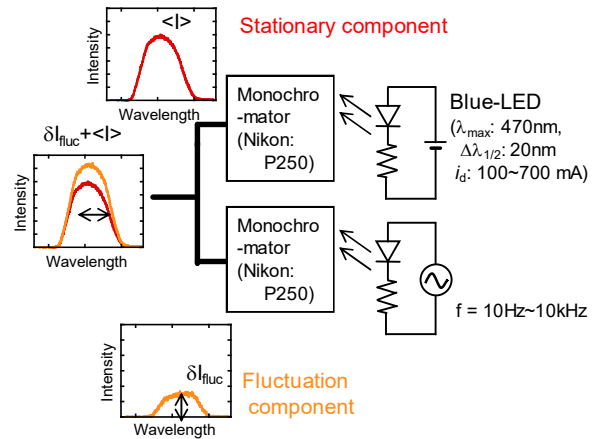 <I>
Stationary component
Intensity
Wavelength
Monochro
-mator
(Nikon:
P250)
Blue-LED
(λmax: 470nm,
Δλ1/2: 20nm
id: 100~700 mA)
δIfluc+<I>
Intensity
Wavelength
Monochro
-mator
(Nikon:
P250)
f = 10Hz~10kHz
Intensity
δIfluc
Wavelength
Fluctuation
component